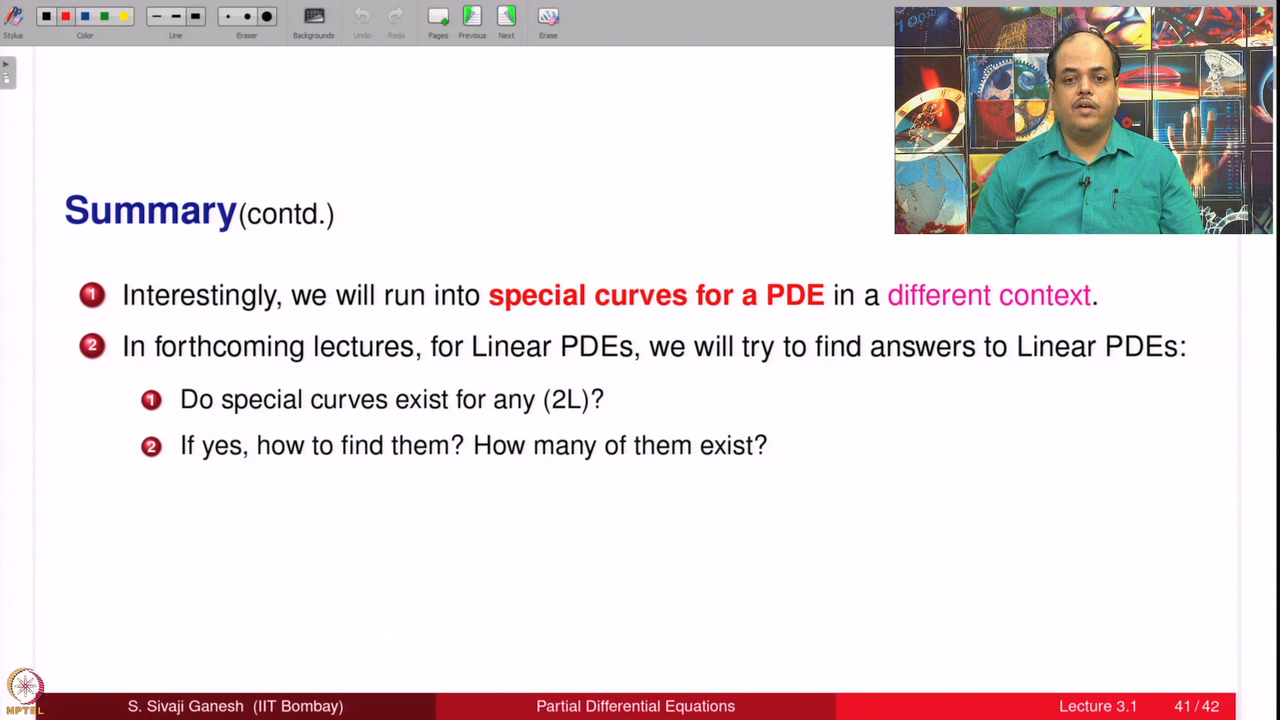 Stylus
Color
Line
Eraser
Backgrounds
Undo
Redo
Pages
Previous
Next
Erase
Summary(contd.)
1 Interestingly, we will run into special curves for a PDE in a different context.
2 In forthcoming lectures, for Linear PDEs, we will try to find answers to Linear PDEs:
1 Do special curves exist for any (2L)?
2 If yes, how to find them? How many of them exist?
NPTEL
S. Sivaji Ganesh (IIT Bombay)
Partial Differential Equations
Lecture 3.1
41 / 42